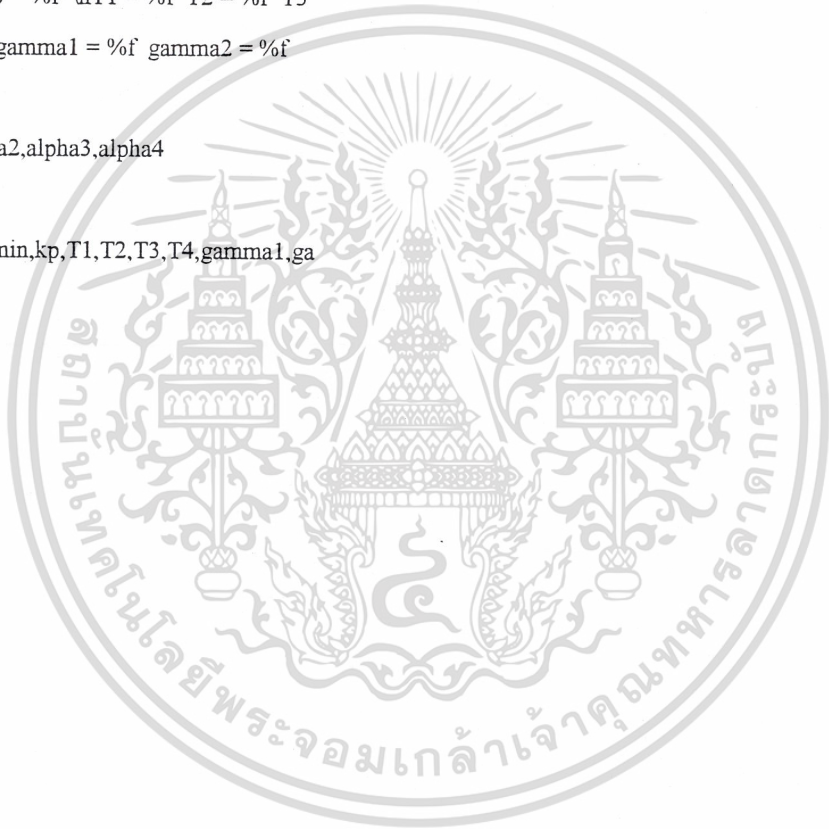 gamma1 = %f  gamma2 = %f
a2,alpha3,alpha4
nin,kp,T1,T2,T3,T4,gamma1,ga
สถาบันเทคโนโลยีพระจอมเกล้าเจ้าคุณทหารลาดกระบัง